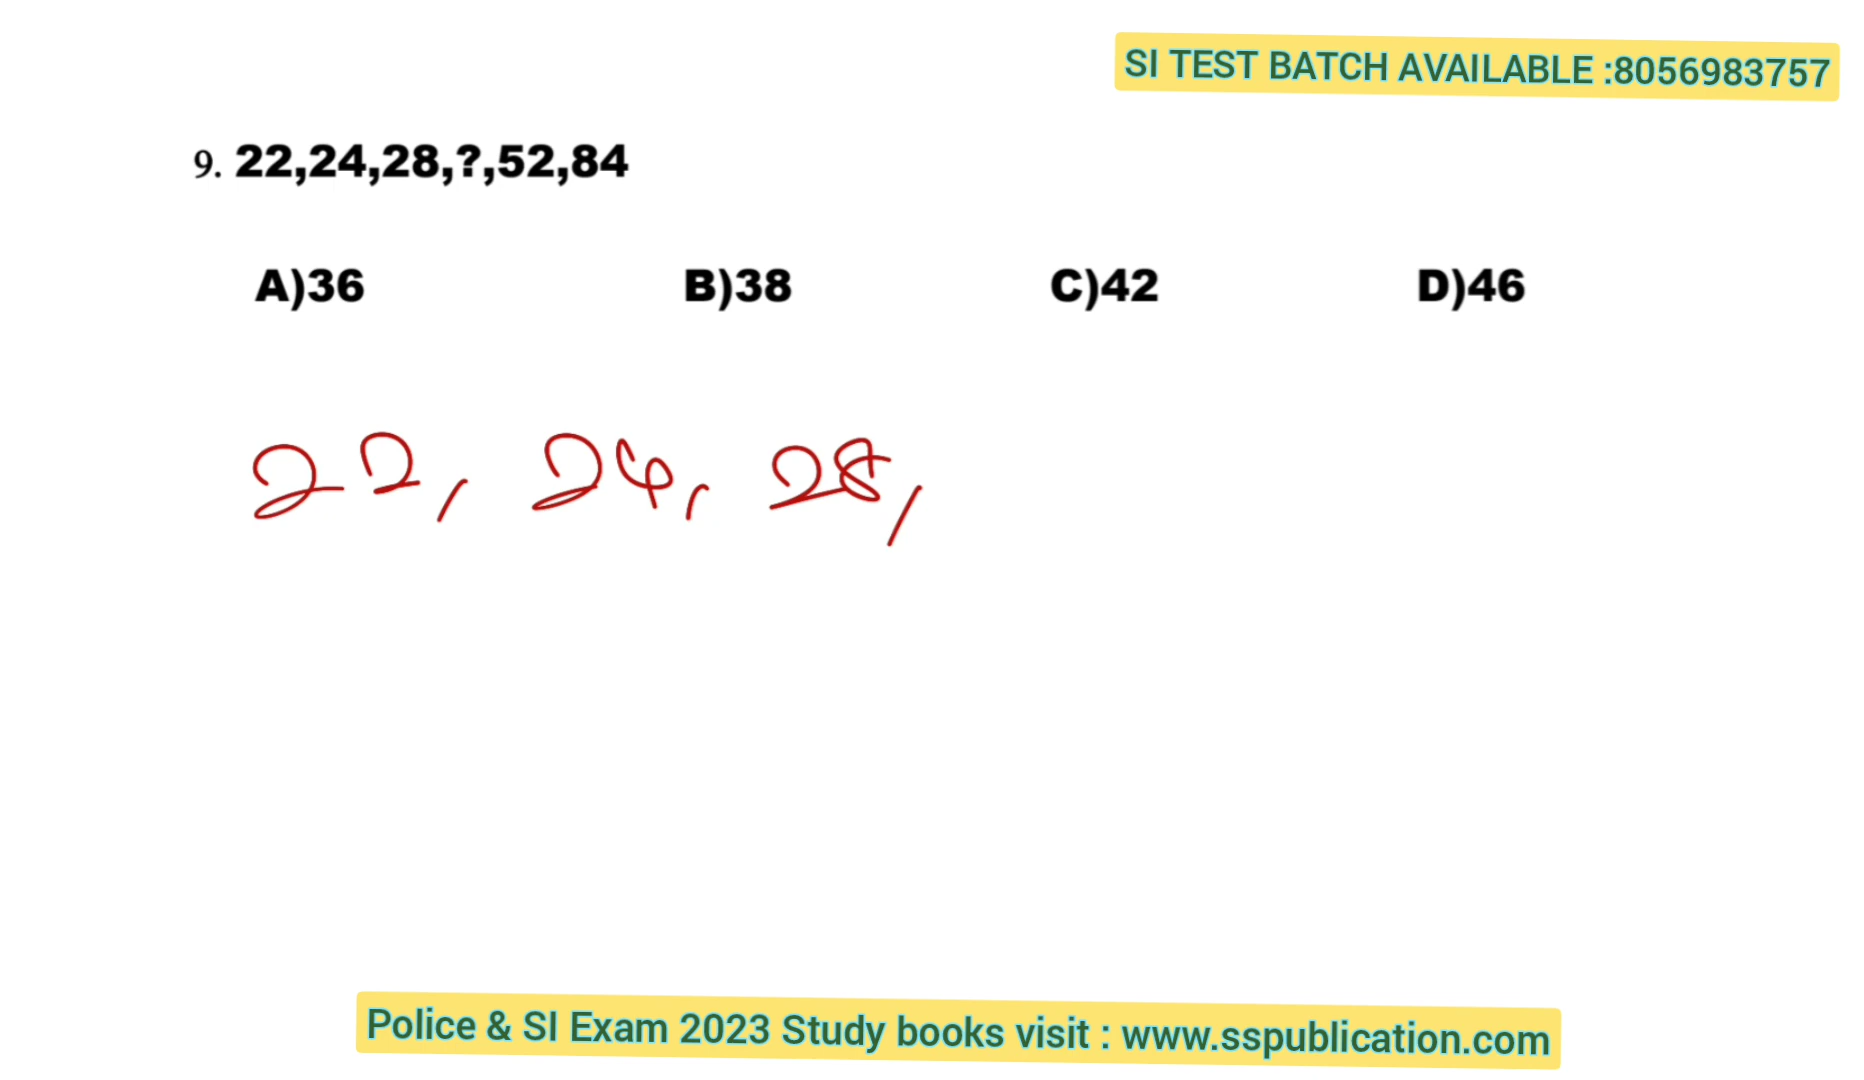 SI TEST BATCH AVAILABLE :8056983757
9. 22,24,28,?,52,84
A)36 B)38 C)42 D)46
22, 24, 28,
Police & SI Exam 2023 Study books visit : www.sspublication.com